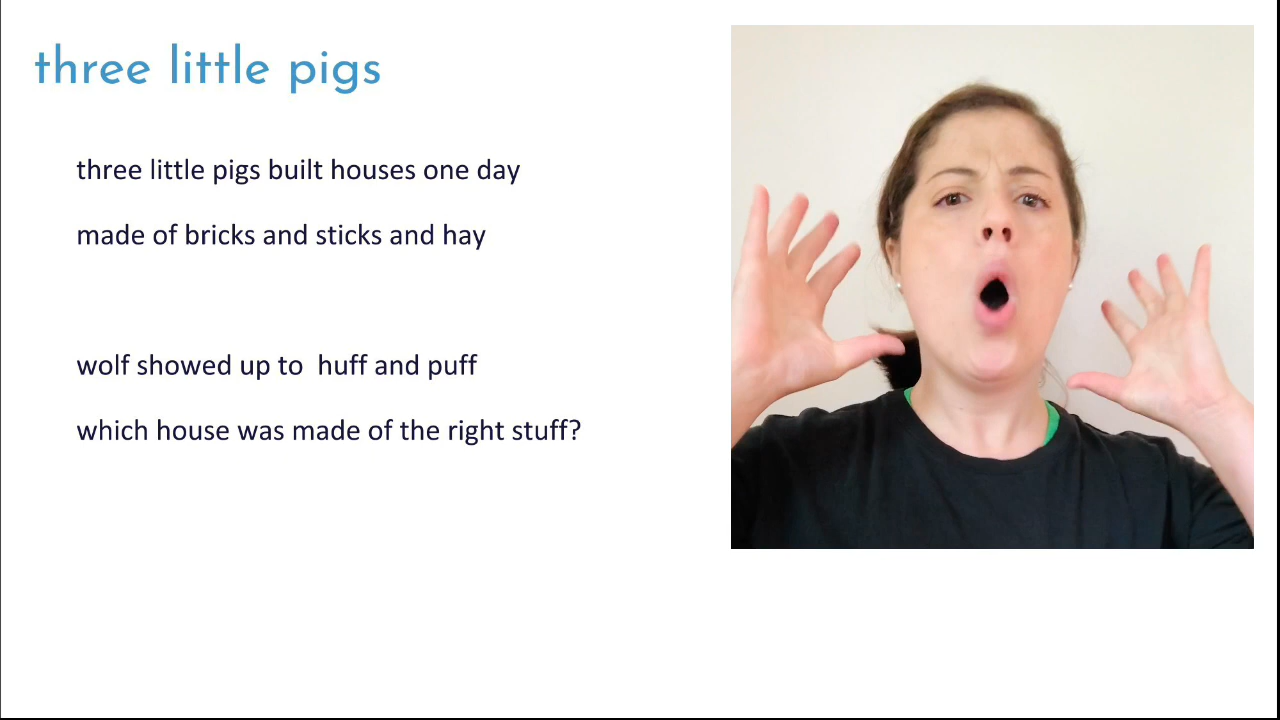 three little pigs
three little pigs built houses one day
made of bricks and sticks and hay
wolf showed up to  huff and puff
which house was made of the right stuff?